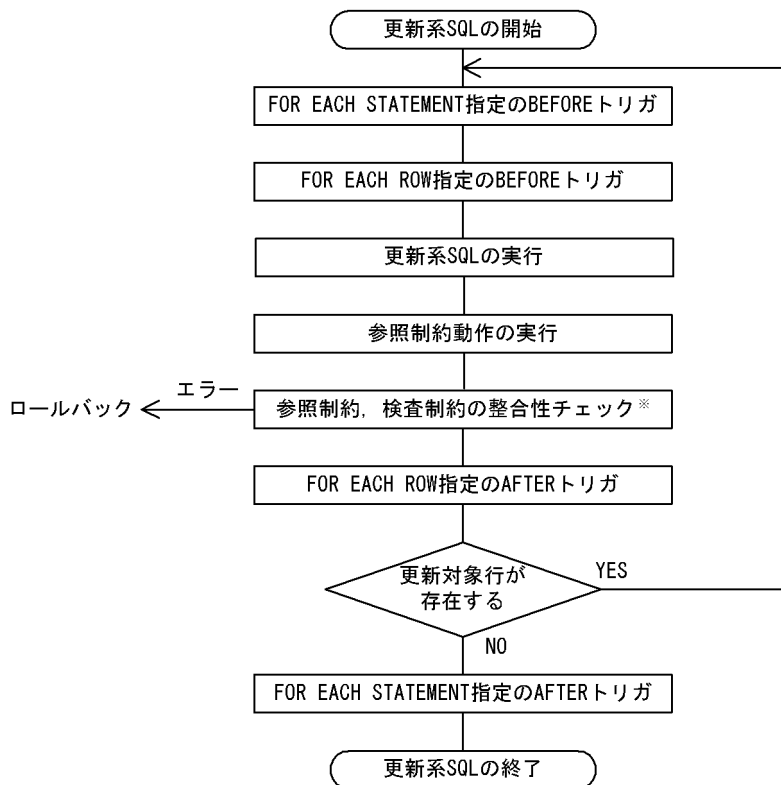 更新系SQLの開始
FOR EACH STATEMENT指定のBEFOREトリガ
FOR EACH ROW指定のBEFOREトリガ
更新系SQLの実行
参照制約動作の実行
エラー
ロールバック
参照制約，検査制約の整合性チェック※
FOR EACH ROW指定のAFTERトリガ
更新対象行が
存在する
YES
NO
FOR EACH STATEMENT指定のAFTERトリガ
更新系SQLの終了